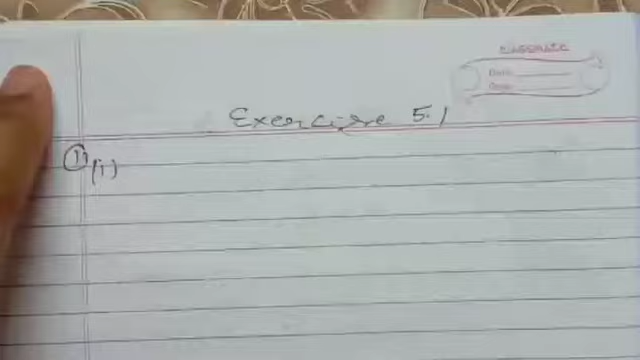 classmate
Date
Page
Exercise 5.1
① (i)